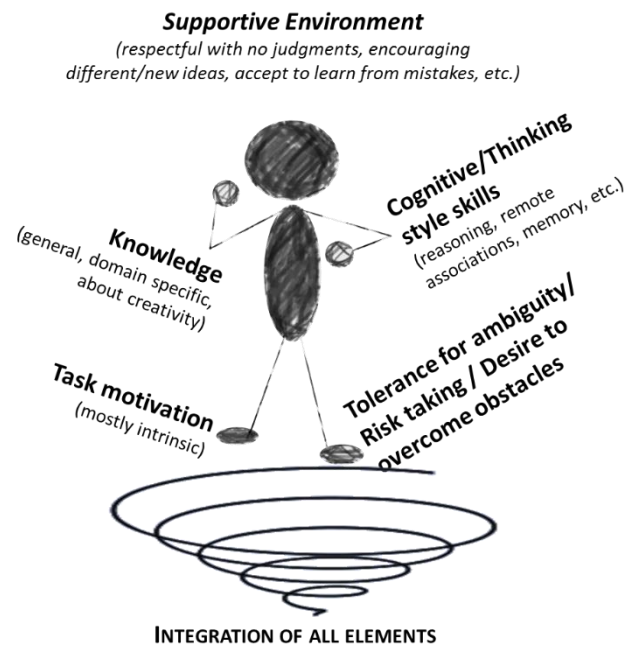 Supportive Environment
(respectful with no judgments, encouraging
different/new ideas, accept to learn from mistakes, etc.)
Cognitive/Thinking
style skills
(reasoning, remote
associations, memory, etc.)
Knowledge
(general, domain specific,
about creativity)
Tolerance for ambiguity/
Risk taking / Desire to
overcome obstacles
Task motivation
(mostly intrinsic)
INTEGRATION OF ALL ELEMENTS